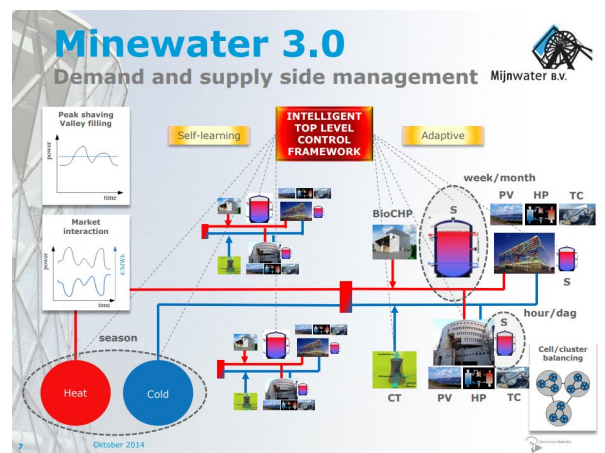 Minewater 3.0
Demand and supply side management
Mijnwater B.V.
Peak shaving
Valley filling
power
time
Self-learning
INTELLIGENT
TOP LEVEL
CONTROL
FRAMEWORK
Adaptive
week/month
PV HP TC
BioCHP
S
S
Market
interaction
power
€/MWh
time
hour/dag
S
season
Heat
Cold
CT
PV HP TC
Cell/cluster
balancing
7
Oktober 2014